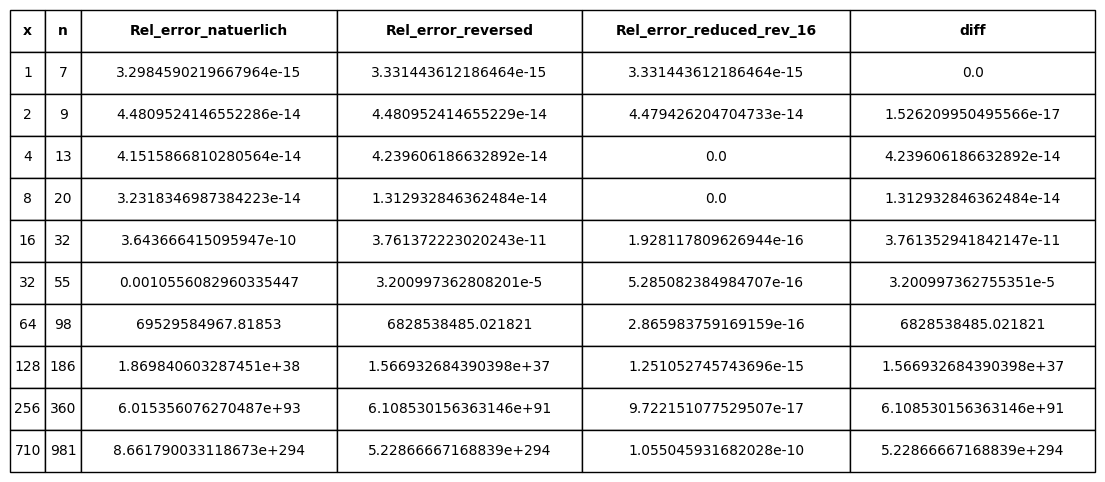 x n Rel_error_natuerlich Rel_error_reversed Rel_error_reduced_rev_16 diff
1 7 3.2984590219667964e-15 3.331443612186464e-15 3.331443612186464e-15 0.0
2 9 4.4809524146552286e-14 4.480952414655229e-14 4.479426204704733e-14 1.526209950495566e-17
4 13 4.1515866810280564e-14 4.239606186632892e-14 0.0 4.239606186632892e-14
8 20 3.2318346987384223e-14 1.312932846362484e-14 0.0 1.312932846362484e-14
16 32 3.643666415095947e-10 3.761372223020243e-11 1.928117809626944e-16 3.761352941842147e-11
32 55 0.0010556082960335447 3.200997362808201e-5 5.285082384984707e-16 3.200997362755351e-5
64 98 69529584967.81853 6828538485.021821 2.865983759169159e-16 6828538485.021821
128 186 1.869840603287451e+38 1.566932684390398e+37 1.251052745743696e-15 1.566932684390398e+37
256 360 6.015356076270487e+93 6.108530156363146e+91 9.722151077529507e-17 6.108530156363146e+91
710 981 8.661790033118673e+294 5.22866667168839e+294 1.055045931682028e-10 5.22866667168839e+294